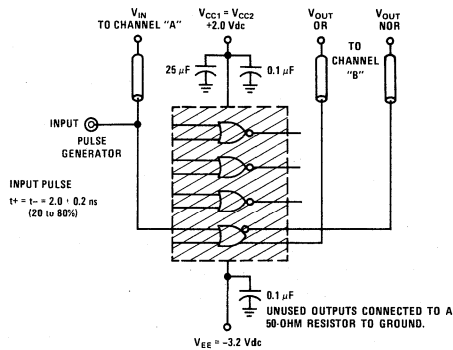 VIN
TO CHANNEL "A"
VCC1 = VCC2
+2.0 Vdc
VOUT
OR
VOUT
NOR
TO
CHANNEL
"B"
25 µF
0.1 µF
INPUT
PULSE
GENERATOR
INPUT PULSE
t+ = t– = 2.0 ± 0.2 ns
(20 to 80%)
0.1 µF
UNUSED OUTPUTS CONNECTED TO A
50-OHM RESISTOR TO GROUND.
VEE = –3.2 Vdc